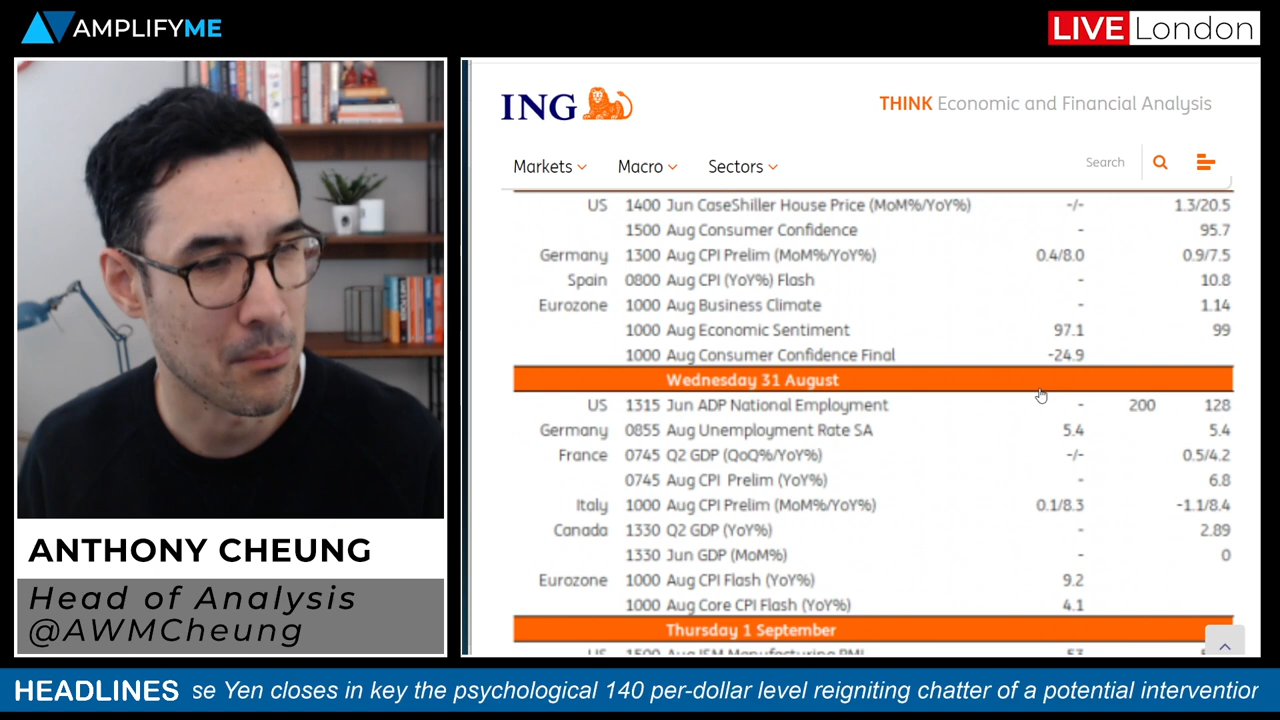 AMPLIFYME
LIVE London
ING
THINK Economic and Financial Analysis
Markets Macro Sectors Search
US 1400 Jun CaseShiller House Price (MoM%/YoY%) -/- 1.3/20.5
1500 Aug Consumer Confidence - 95.7
Germany 1300 Aug CPI Prelim (MoM%/YoY%) 0.4/8.0 0.9/7.5
Spain 0800 Aug CPI (YoY%) Flash - 10.8
Eurozone 1000 Aug Business Climate - 1.14
1000 Aug Economic Sentiment 97.1 99
1000 Aug Consumer Confidence Final -24.9
Wednesday 31 August
US 1315 Jun ADP National Employment - 200 128
Germany 0855 Aug Unemployment Rate SA 5.4 5.4
France 0745 Q2 GDP (QoQ%/YoY%) -/- 0.5/4.2
0745 Aug CPI Prelim (YoY%) - 6.8
Italy 1000 Aug CPI Prelim (MoM%/YoY%) 0.1/8.3 -1.1/8.4
Canada 1330 Q2 GDP (YoY%) - 2.89
1330 Jun GDP (MoM%) - 0
Eurozone 1000 Aug CPI Flash (YoY%) 9.2
1000 Aug Core CPI Flash (YoY%) 4.1
Thursday 1 September
US 1500 Aug ISM Manufacturing PMI 53
ANTHONY CHEUNG
Head of Analysis
@AWMCheung
HEADLINES se Yen closes in key the psychological 140 per-dollar level reigniting chatter of a potential intervention